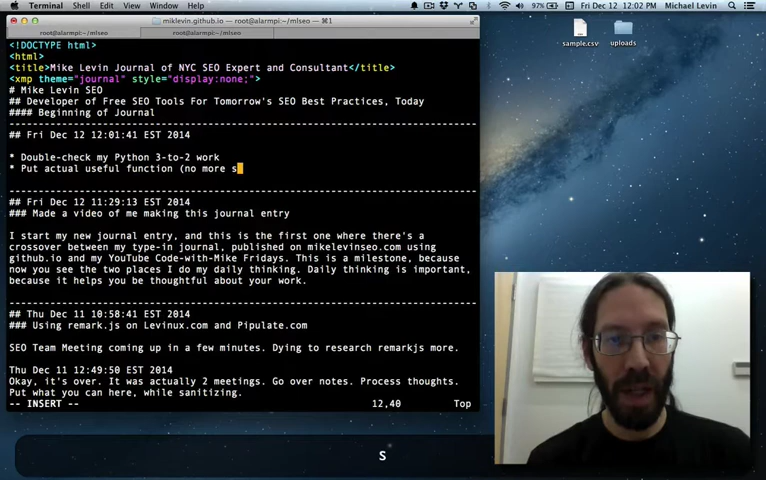 Terminal Shell Edit View Window Help
Fri Dec 12 12:02 PM Michael Levin
miklevin.github.io — root@alarmpi:~/mlseo — ⌘1
root@alarmpi:~/mlseo root@alarmpi:~/mlseo
sample.csv uploads
<!DOCTYPE html>
<html>
<title>Mike Levin Journal of NYC SEO Expert and Consultant</title>
<xmp theme="journal" style="display:none;">
# Mike Levin SEO
## Developer of Free SEO Tools For Tomorrow's SEO Best Practices, Today
#### Beginning of Journal
--------------------------------------------------------------------------------
## Fri Dec 12 12:01:41 EST 2014
* Double-check my Python 3-to-2 work
* Put actual useful function (no more s
--------------------------------------------------------------------------------
## Fri Dec 12 11:29:13 EST 2014
### Made a video of me making this journal entry
I start my new journal entry, and this is the first one where there's a
crossover between my type-in journal, published on mikelevinseo.com using
github.io and my YouTube Code-with-Mike Fridays. This is a milestone, because
now you see the two places I do my daily thinking. Daily thinking is important,
because it helps you be thoughtful about your work.
--------------------------------------------------------------------------------
## Thu Dec 11 10:58:41 EST 2014
### Using remark.js on Levinux.com and Pipulate.com
SEO Team Meeting coming up in a few minutes. Dying to research remarkjs more.
Thu Dec 11 12:49:50 EST 2014
Okay, it's over. It was actually 2 meetings. Go over notes. Process thoughts.
Put what you can here, while sanitizing.
-- INSERT -- 12,40 Top
S